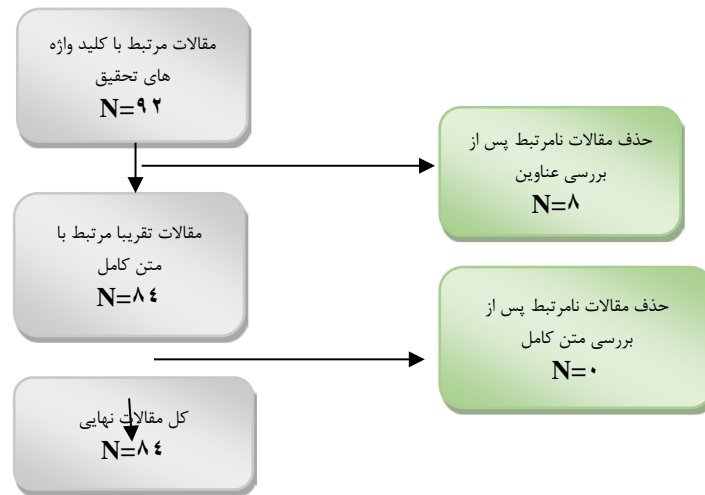 مقالات مرتبط با کلید واژه
های تحقیق
N=۹۲
حذف مقالات نامرتبط پس از
بررسی عناوین
N=۸
مقالات تقریبا مرتبط با
متن کامل
N=۸٤
حذف مقالات نامرتبط پس از
بررسی متن کامل
N=۰
کل مقالات نهایی
N=۸٤